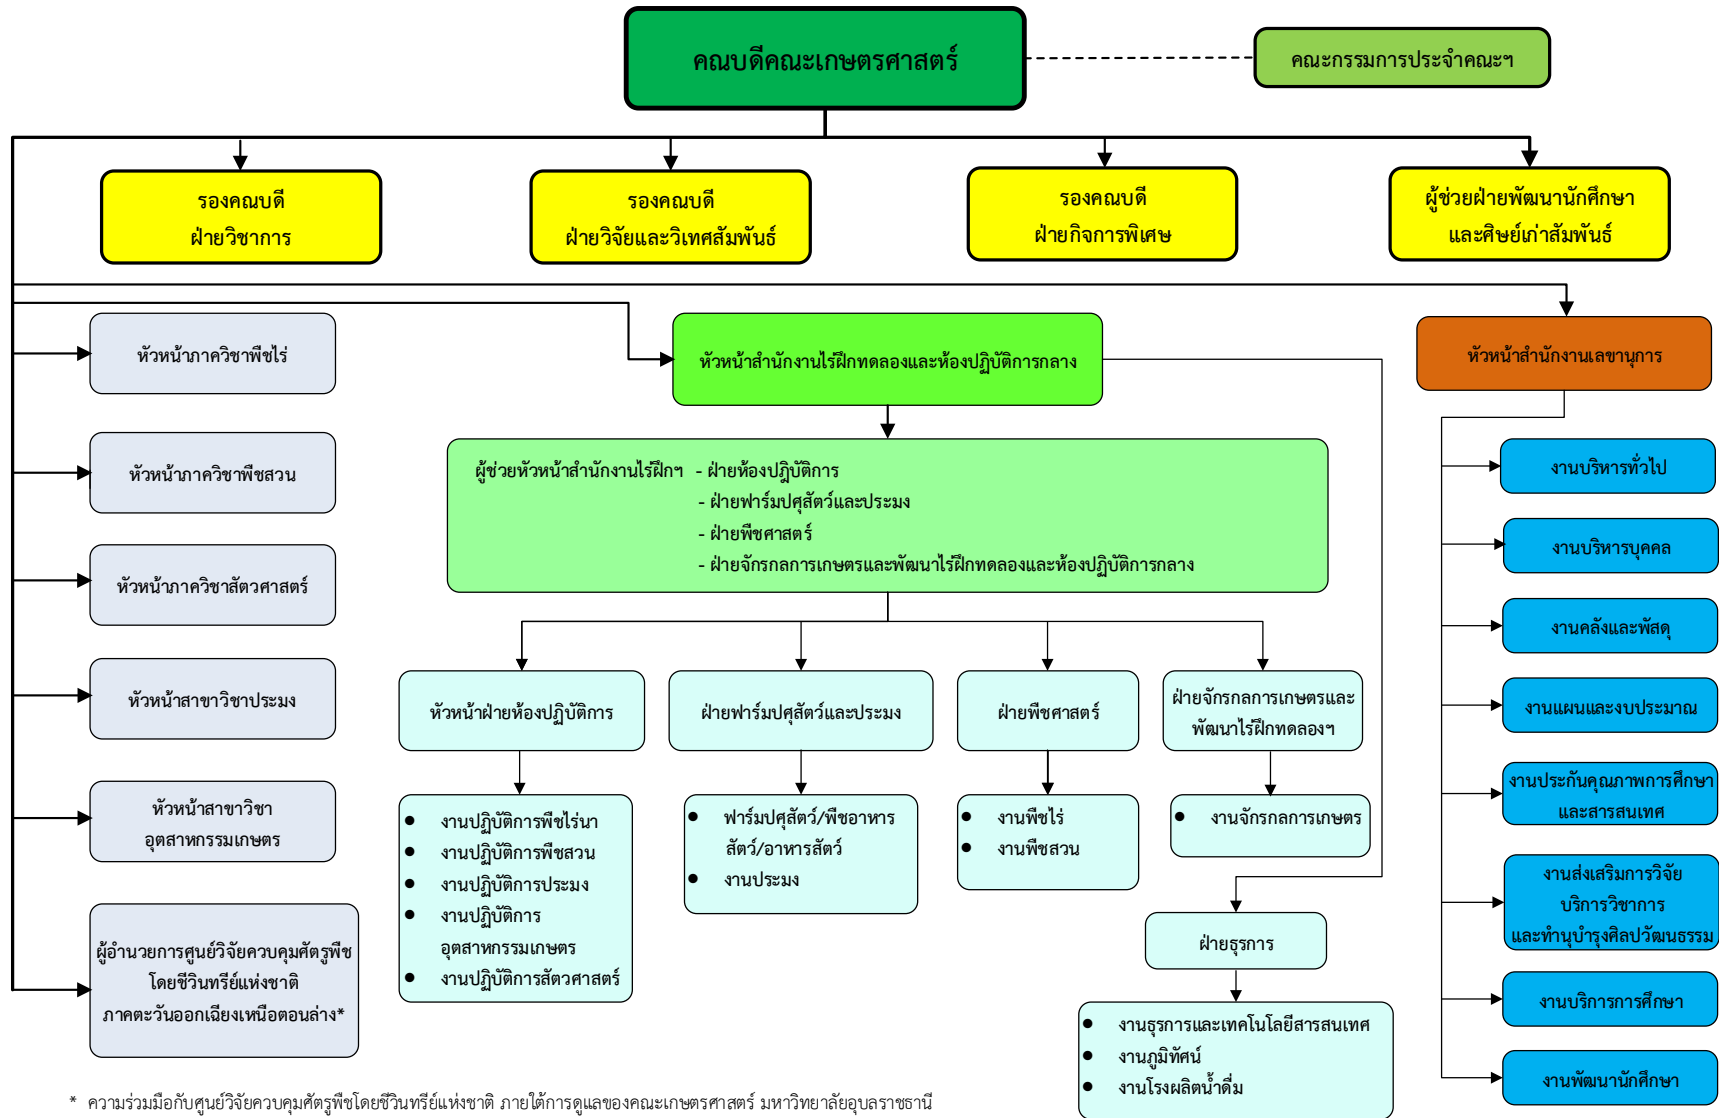 คณบดีคณะเกษตรศาสตร์
คณะกรรมการประจำคณะฯ
รองคณบดี
ฝ่ายวิชาการ
รองคณบดี
ฝ่ายวิจัยและวิเทศสัมพันธ์
รองคณบดี
ฝ่ายกิจการพิเศษ
ผู้ช่วยฝ่ายพัฒนานักศึกษา
และศิษย์เก่าสัมพันธ์
หัวหน้าภาควิชาพืชไร่
หัวหน้าภาควิชาพืชสวน
หัวหน้าภาควิชาสัตวศาสตร์
หัวหน้าสาขาวิชาประมง
หัวหน้าสาขาวิชา
อุตสาหกรรมเกษตร
ผู้อำนวยการศูนย์วิจัยควบคุมศัตรูพืช
โดยชีวินทรีย์แห่งชาติ
ภาคตะวันออกเฉียงเหนือตอนล่าง*
หัวหน้าสำนักงานไร่ฝึกทดลองและห้องปฏิบัติการกลาง
ผู้ช่วยหัวหน้าสำนักงานไร่ฝึกฯ - ฝ่ายห้องปฏิบัติการ
- ฝ่ายฟาร์มปศุสัตว์และประมง
- ฝ่ายพืชศาสตร์
- ฝ่ายจักรกลการเกษตรและพัฒนาไร่ฝึกทดลองและห้องปฏิบัติการกลาง
หัวหน้าฝ่ายห้องปฏิบัติการ
● งานปฏิบัติการพืชไร่นา
● งานปฏิบัติการพืชสวน
● งานปฏิบัติการประมง
● งานปฏิบัติการ
อุตสาหกรรมเกษตร
● งานปฏิบัติการสัตวศาสตร์
ฝ่ายฟาร์มปศุสัตว์และประมง
● ฟาร์มปศุสัตว์/พืชอาหาร
สัตว์/อาหารสัตว์
● งานประมง
ฝ่ายพืชศาสตร์
● งานพืชไร่
● งานพืชสวน
ฝ่ายจักรกลการเกษตรและ
พัฒนาไร่ฝึกทดลองฯ
● งานจักรกลการเกษตร
ฝ่ายธุรการ
● งานธุรการและเทคโนโลยีสารสนเทศ
● งานภูมิทัศน์
● งานโรงผลิตน้ำดื่ม
หัวหน้าสำนักงานเลขานุการ
งานบริหารทั่วไป
งานบริหารบุคคล
งานคลังและพัสดุ
งานแผนและงบประมาณ
งานประกันคุณภาพการศึกษา
และสารสนเทศ
งานส่งเสริมการวิจัย
บริการวิชาการ
และทำนุบำรุงศิลปวัฒนธรรม
งานบริการการศึกษา
งานพัฒนานักศึกษา
* ความร่วมมือกับศูนย์วิจัยควบคุมศัตรูพืชโดยชีวินทรีย์แห่งชาติ ภายใต้การดูแลของคณะเกษตรศาสตร์ มหาวิทยาลัยอุบลราชธานี